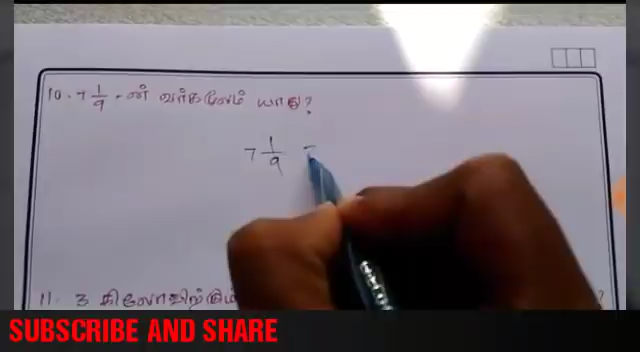 10. 7 1/9 - ன் வர்கமூலம் யாது?
7 1/9 =
11. 3 கிலோவிற்கும்
?
SUBSCRIBE AND SHARE